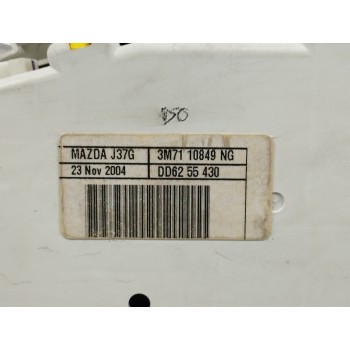 MAZDA J37G 3M71 10849 NG
23 Nov 2004 DD62 55 430